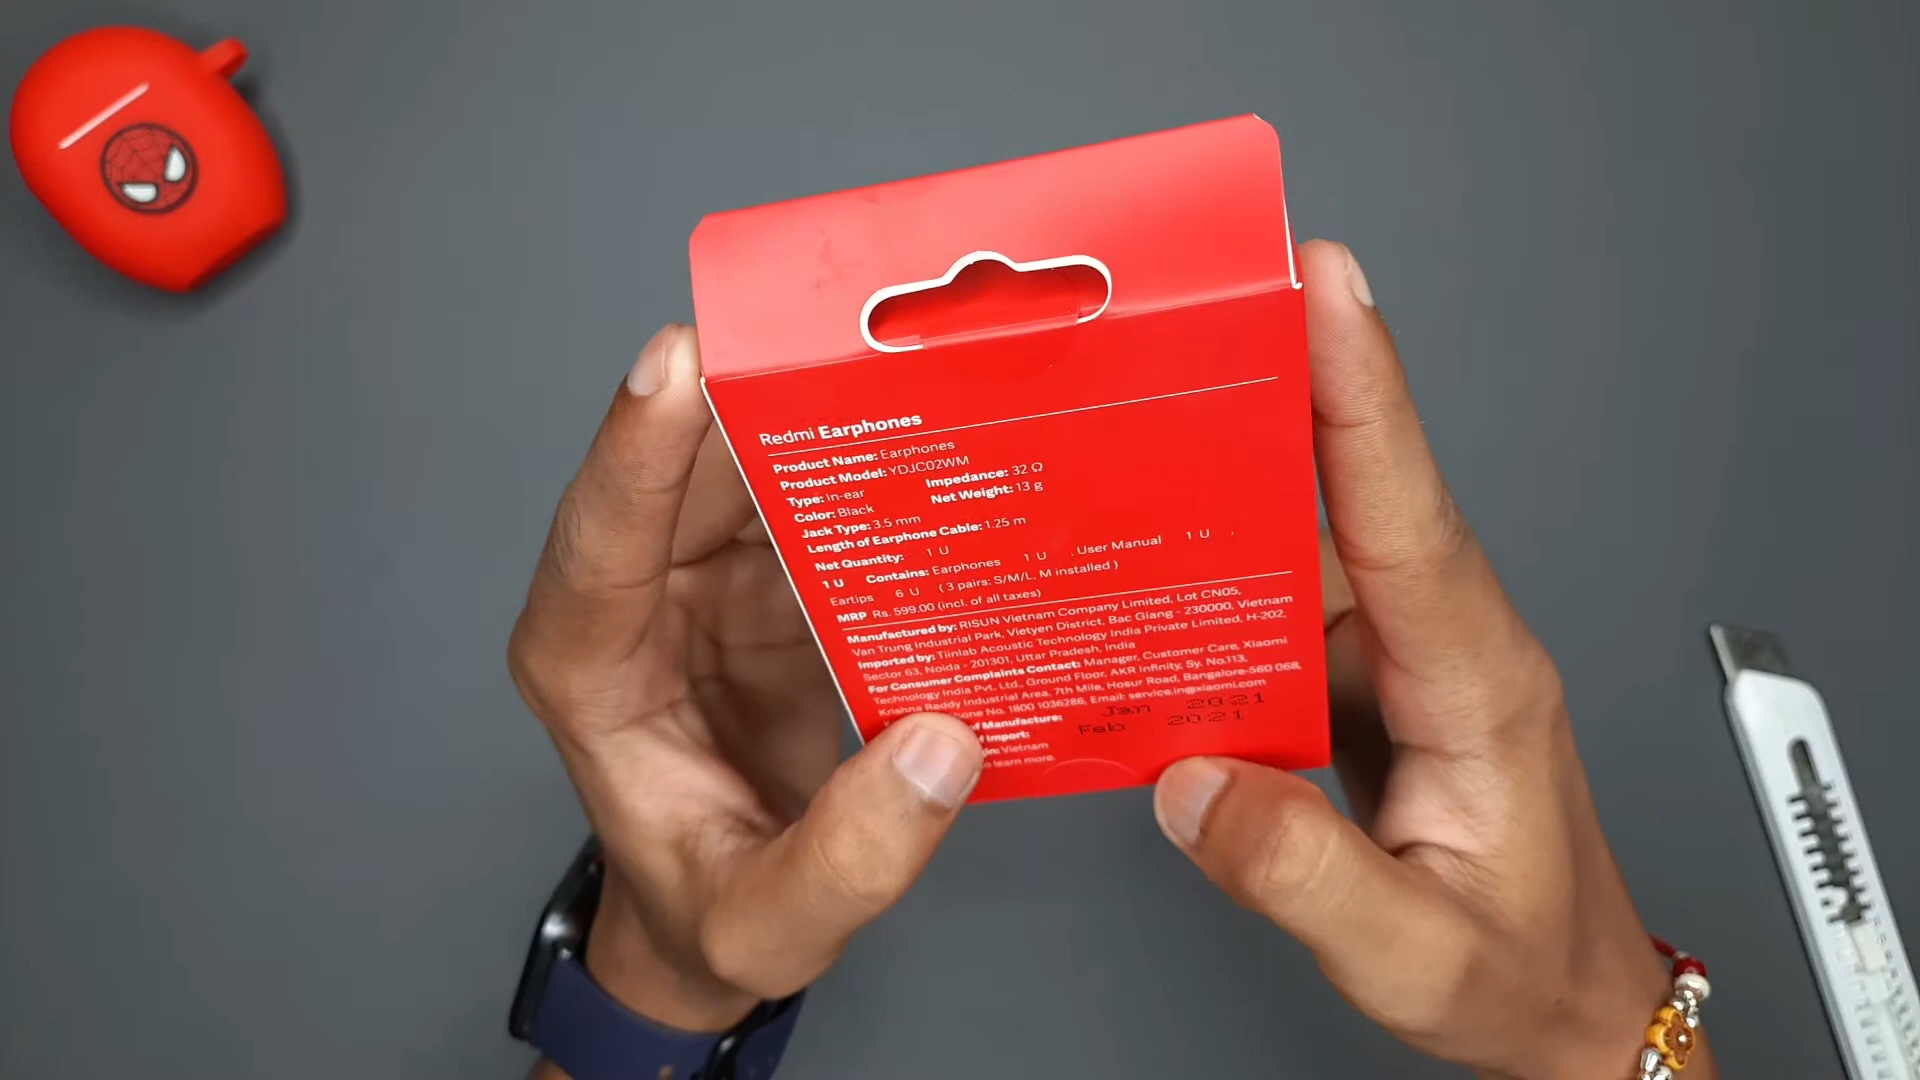 Redmi Earphones
Product Name: Earphones
Product Model: YDJC02WM
Type: In-ear Impedance: 32 Ω
Color: Black Net Weight: 13 g
Jack Type: 3.5 mm
Length of Earphone Cable: 1.25 m
Net Quantity: 1 U
1 U Contains: Earphones 1 U , User Manual 1 U ,
Eartips 6 U ( 3 pairs: S/M/L, M installed )
MRP Rs. 599.00 (incl. of all taxes)
Manufactured by: RISUN Vietnam Company Limited, Lot CN05,
Van Trung Industrial Park, Vietyen District, Bac Giang - 230000, Vietnam
Imported by: Tiinlab Acoustic Technology India Private Limited, H-202,
Sector 63, Noida - 201301, Uttar Pradesh, India
For Consumer Complaints Contact: Manager, Customer Care, Xiaomi
Technology India Pvt. Ltd., Ground Floor, AKR Infinity, Sy. No.113,
Krishna Reddy Industrial Area, 7th Mile, Hosur Road, Bangalore-560 068,
No. 1800 1036286, Email: service.in@xiaomi.com
of Manufacture: Jan 2021
Import: Feb 2021
Vietnam
learn more.